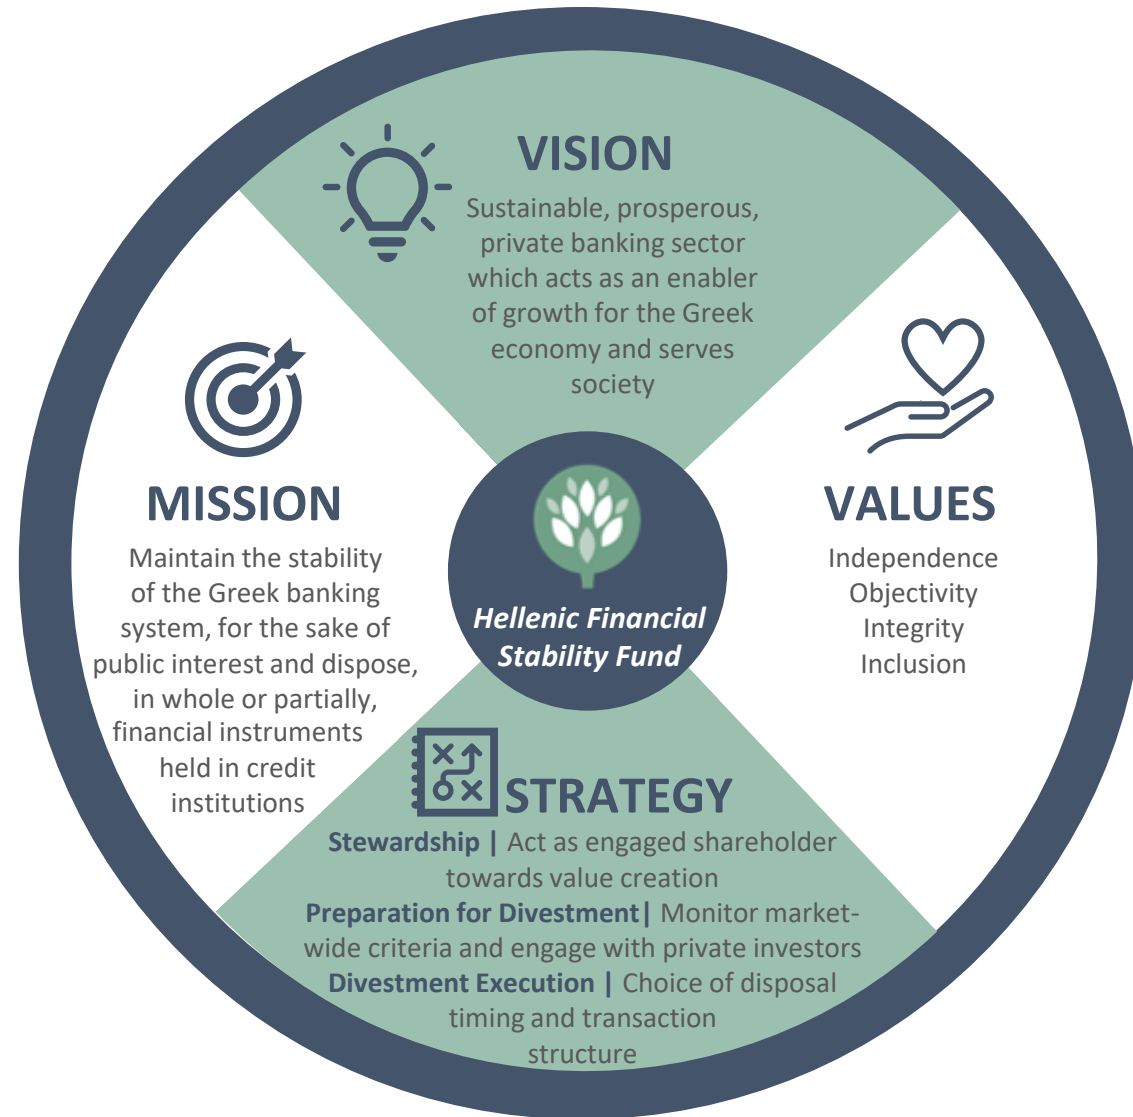 VISION
Sustainable, prosperous,
private banking sector
which acts as an enabler
of growth for the Greek
economy and serves
society
MISSION
Maintain the stability
of the Greek banking
system, for the sake of
public interest and dispose,
in whole or partially,
financial instruments
held in credit
institutions
Hellenic Financial
Stability Fund
VALUES
Independence
Objectivity
Integrity
Inclusion
STRATEGY
Stewardship | Act as engaged shareholder
towards value creation
Preparation for Divestment| Monitor market-
wide criteria and engage with private investors
Divestment Execution | Choice of disposal
timing and transaction
structure